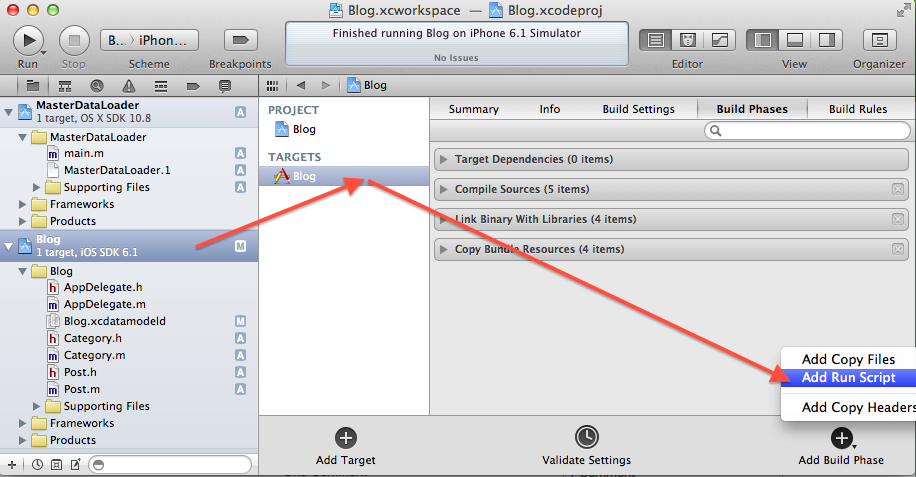 Blog.xcworkspace — Blog.xcodeproj
Finished running Blog on iPhone 6.1 Simulator
No Issues
B... iPhon...
Run Stop Scheme Breakpoints Editor View Organizer
Blog
MasterDataLoader A
1 target, OS X SDK 10.8
MasterDataLoader
main.m A
MasterDataLoader.1 A
Supporting Files A
Frameworks
Products
Blog M
1 target, iOS SDK 6.1
Blog
AppDelegate.h
AppDelegate.m
Blog.xcdatamodeld M
Category.h A
Category.m A
Post.h A
Post.m A
Supporting Files
Frameworks
Products
PROJECT
Blog
TARGETS
Blog
Summary Info Build Settings Build Phases Build Rules
Target Dependencies (0 items)
Compile Sources (5 items)
Link Binary With Libraries (4 items)
Copy Bundle Resources (4 items)
Add Copy Files
Add Run Script
Add Copy Headers
Add Target Validate Settings Add Build Phase